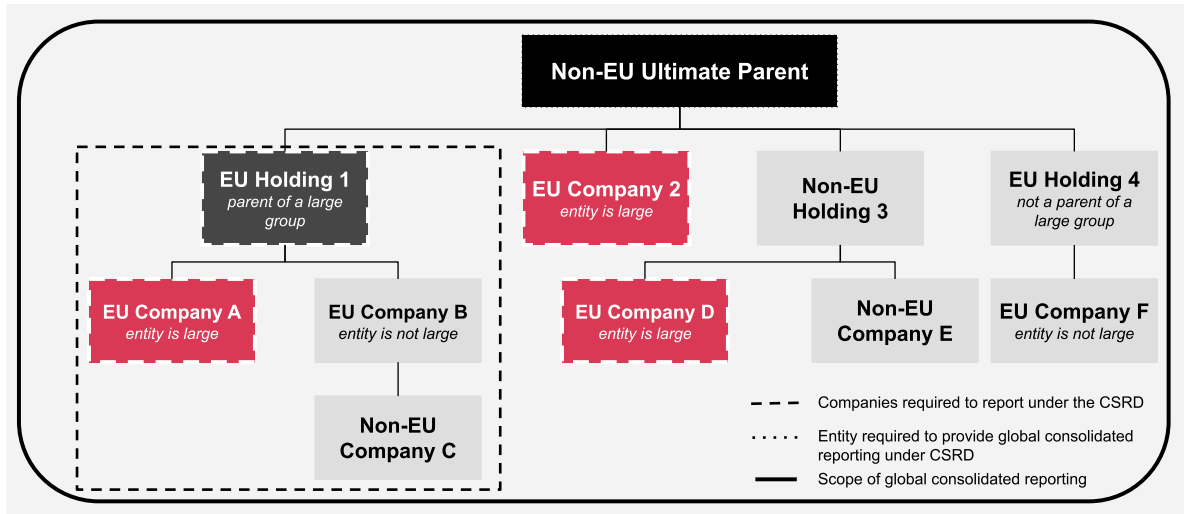 Non-EU Ultimate Parent
EU Holding 1
parent of a large
group
EU Company 2
entity is large
Non-EU
Holding 3
EU Holding 4
not a parent of a
large group
EU Company A
entity is large
EU Company B
entity is not large
EU Company D
entity is large
Non-EU
Company E
EU Company F
entity is not large
Non-EU
Company C
Companies required to report under the CSRD
Entity required to provide global consolidated
reporting under CSRD
Scope of global consolidated reporting